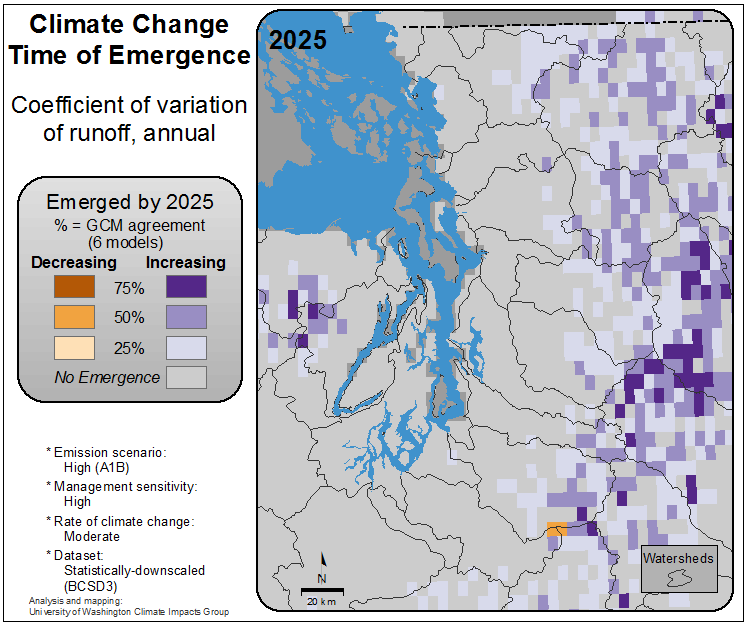 Climate Change
Time of Emergence
Coefficient of variation
of runoff, annual
Emerged by 2025
% = GCM agreement
(6 models)
Decreasing Increasing
75%
50%
25%
No Emergence
* Emission scenario:
High (A1B)
* Management sensitivity:
High
* Rate of climate change:
Moderate
* Dataset:
Statistically-downscaled
(BCSD3)
Analysis and mapping:
University of Washington Climate Impacts Group
2025
N
20 km
Watersheds